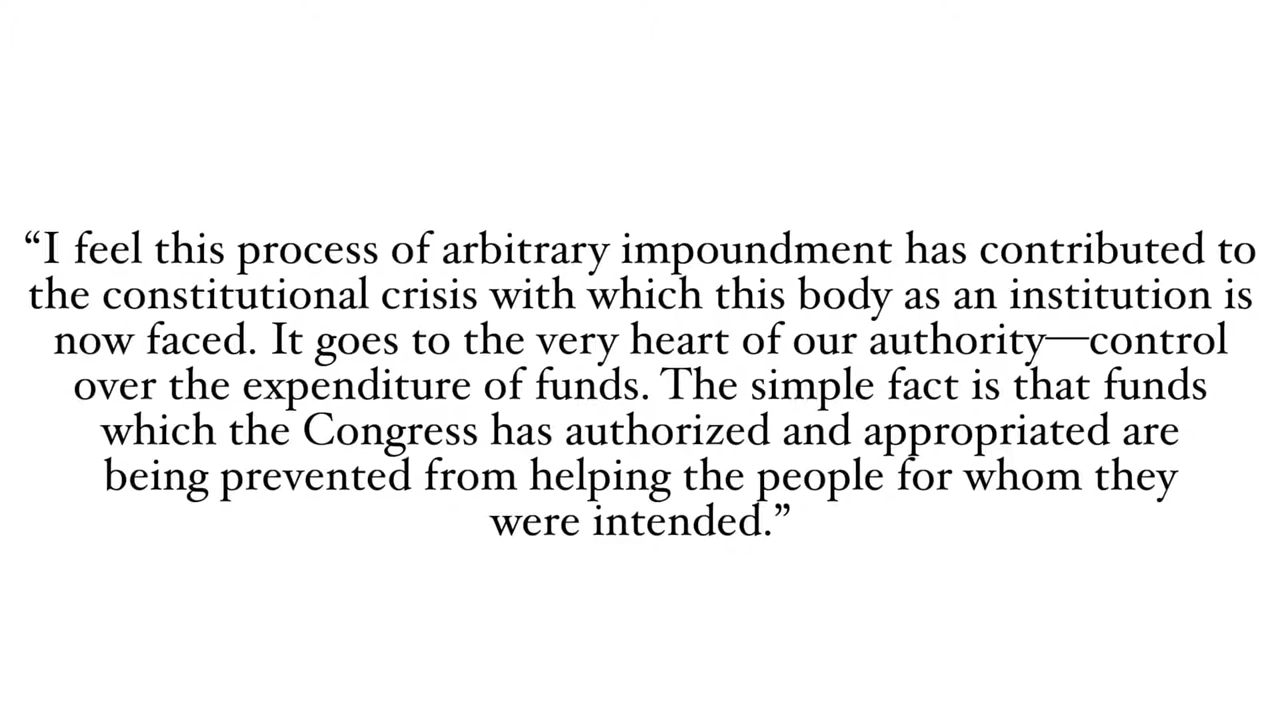 “I feel this process of arbitrary impoundment has contributed to
the constitutional crisis with which this body as an institution is
now faced. It goes to the very heart of our authority—control
over the expenditure of funds. The simple fact is that funds
which the Congress has authorized and appropriated are
being prevented from helping the people for whom they
were intended.”